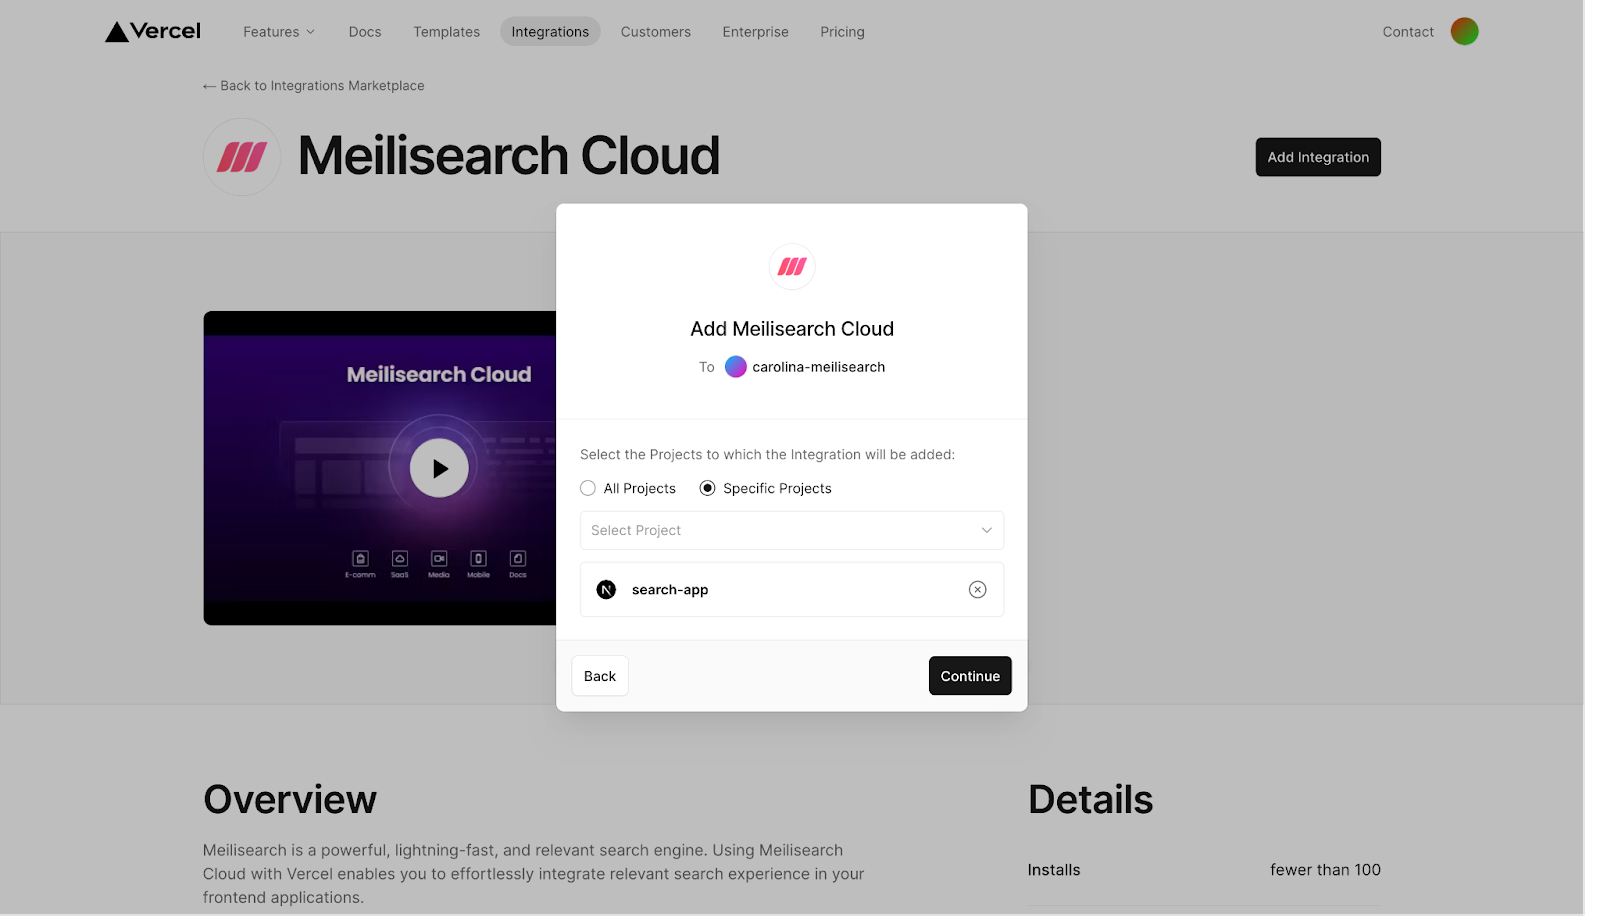 Vercel
Features
Docs
Templates
Integrations
Customers
Enterprise
Pricing
Contact
← Back to Integrations Marketplace
Meilisearch Cloud
Add Integration
Meilisearch Cloud
E-comm
SaaS
Media
Mobile
Docs
Add Meilisearch Cloud
To carolina-meilisearch
Select the Projects to which the Integration will be added:
All Projects
Specific Projects
Select Project
N
search-app
Back
Continue
Overview
Meilisearch is a powerful, lightning-fast, and relevant search engine. Using Meilisearch
Cloud with Vercel enables you to effortlessly integrate relevant search experience in your
frontend applications.
Details
Installs
fewer than 100